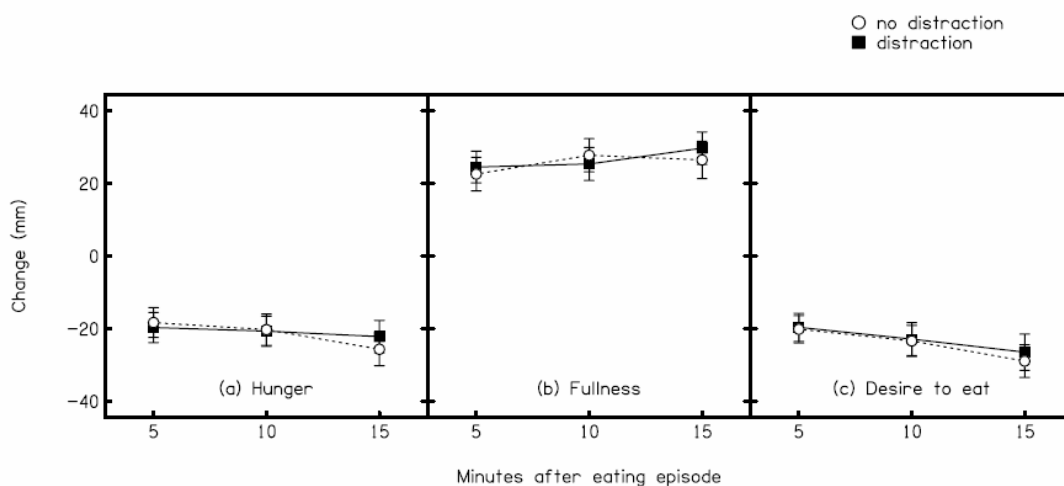 no distraction
distraction
40
20
0
−20
−40
Change (mm)
(a) Hunger
(b) Fullness
(c) Desire to eat
5 10 15 5 10 15 5 10 15
Minutes after eating episode